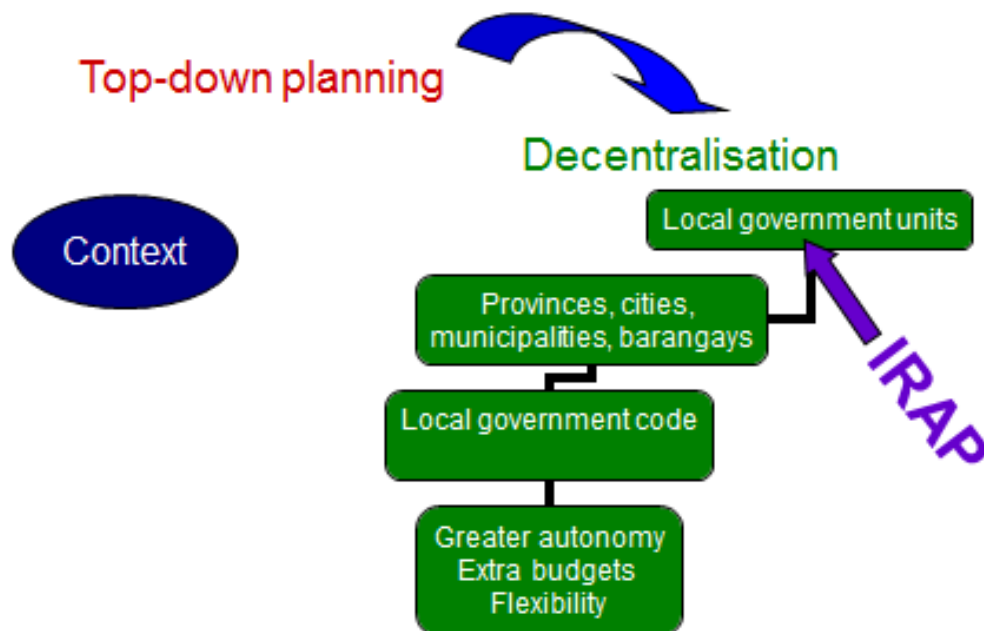 Top-down planning
Decentralisation
Local government units
Context
Provinces, cities,
municipalities, barangays
IRAP
Local government code
Greater autonomy
Extra budgets
Flexibility